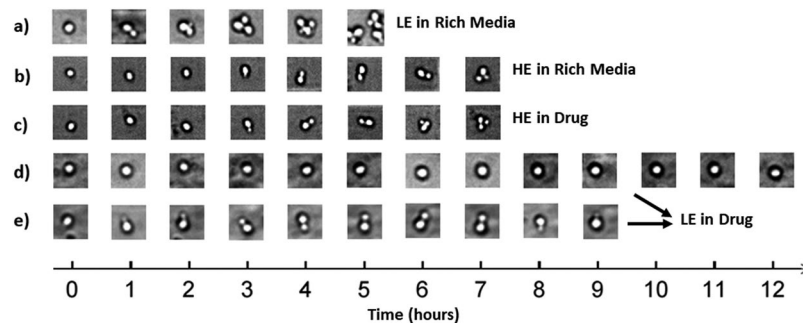 a) LE in Rich Media
b) HE in Rich Media
c) HE in Drug
d)
e) LE in Drug
0 1 2 3 4 5 6 7 8 9 10 11 12
Time (hours)